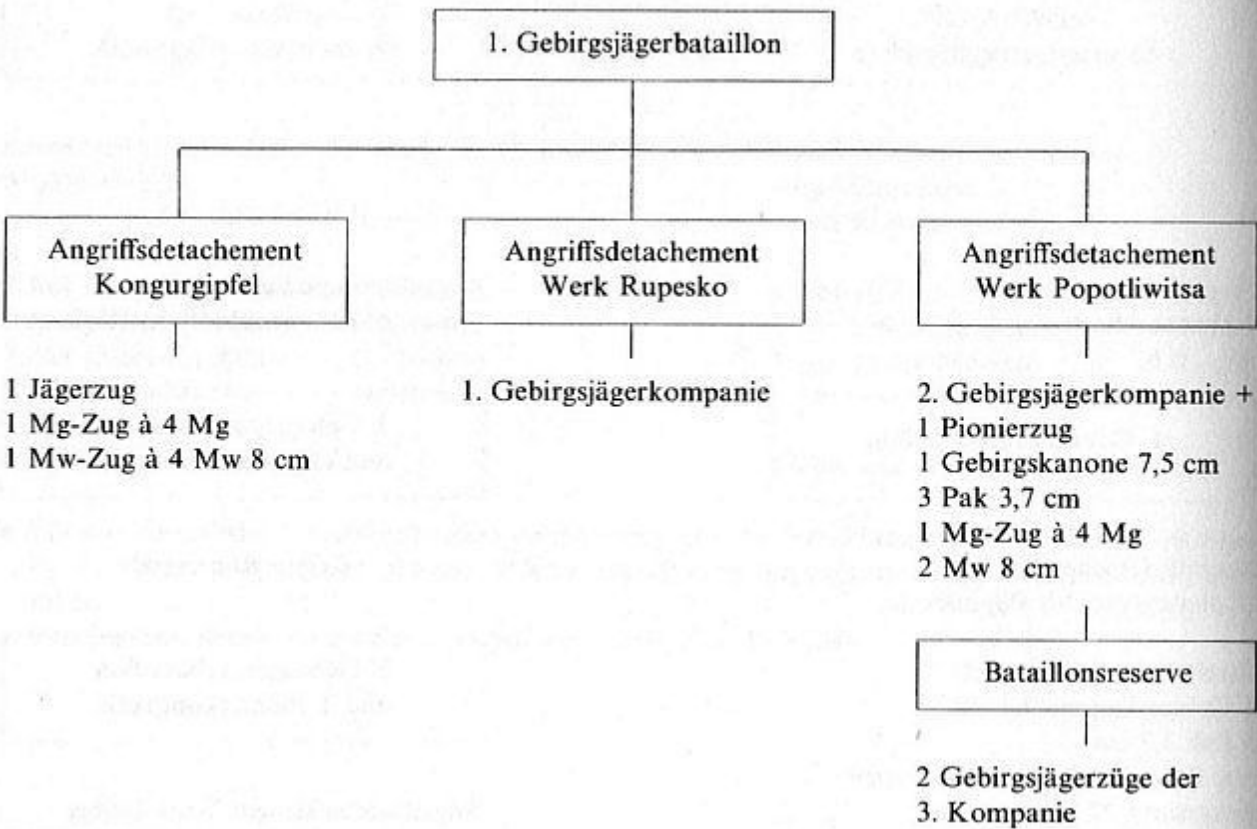 1. Gebirgsjägerbataillon
Angriffsdetachement
Kongurgipfel
1 Jägerzug
1 Mg-Zug à 4 Mg
1 Mw-Zug à 4 Mw 8 cm
Angriffsdetachement
Werk Rupesko
1. Gebirgsjägerkompanie
Angriffsdetachement
Werk Popotliwitsa
2. Gebirgsjägerkompanie +
1 Pionierzug
1 Gebirgskanone 7,5 cm
3 Pak 3,7 cm
1 Mg-Zug à 4 Mg
2 Mw 8 cm
Bataillonsreserve
2 Gebirgsjägerzüge der
3. Kompanie